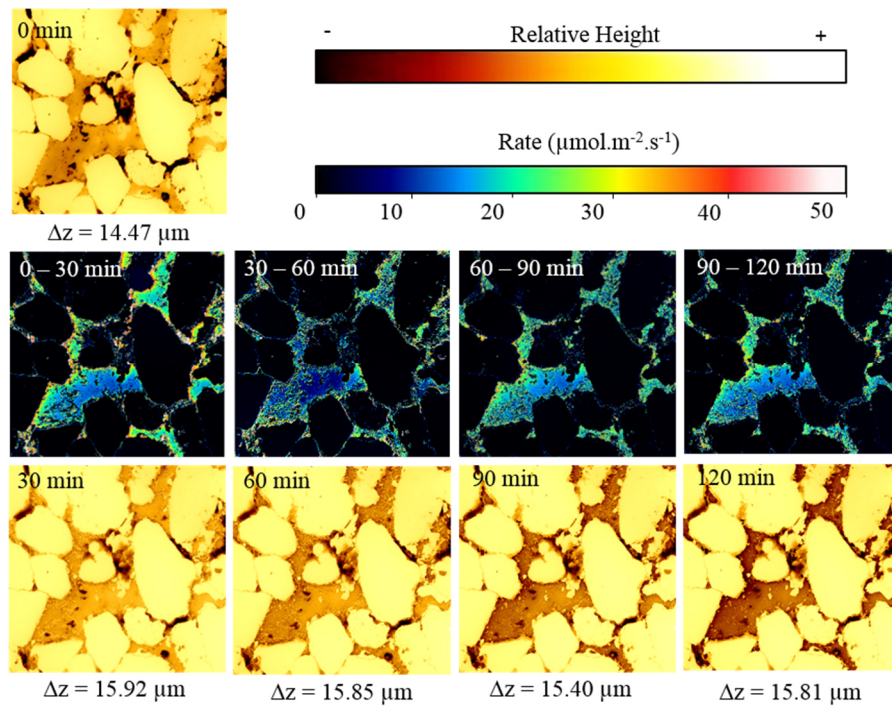 0 min
- Relative Height +
Rate (μmol.m⁻².s⁻¹)
0 10 20 30 40 50
Δz = 14.47 μm
0 – 30 min 30 – 60 min 60 – 90 min 90 – 120 min
30 min 60 min 90 min 120 min
Δz = 15.92 μm Δz = 15.85 μm Δz = 15.40 μm Δz = 15.81 μm